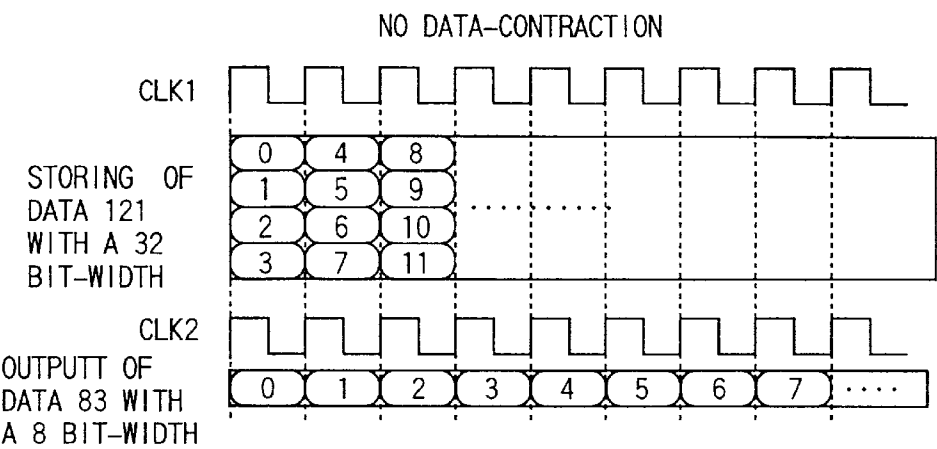 NO DATA-CONTRACTION
CLK1
STORING OF
DATA 121
WITH A 32
BIT-WIDTH
0 4 8
1 5 9
2 6 10
3 7 11
........
CLK2
OUTPUTT OF
DATA 83 WITH
A 8 BIT-WIDTH
0 1 2 3 4 5 6 7 ....